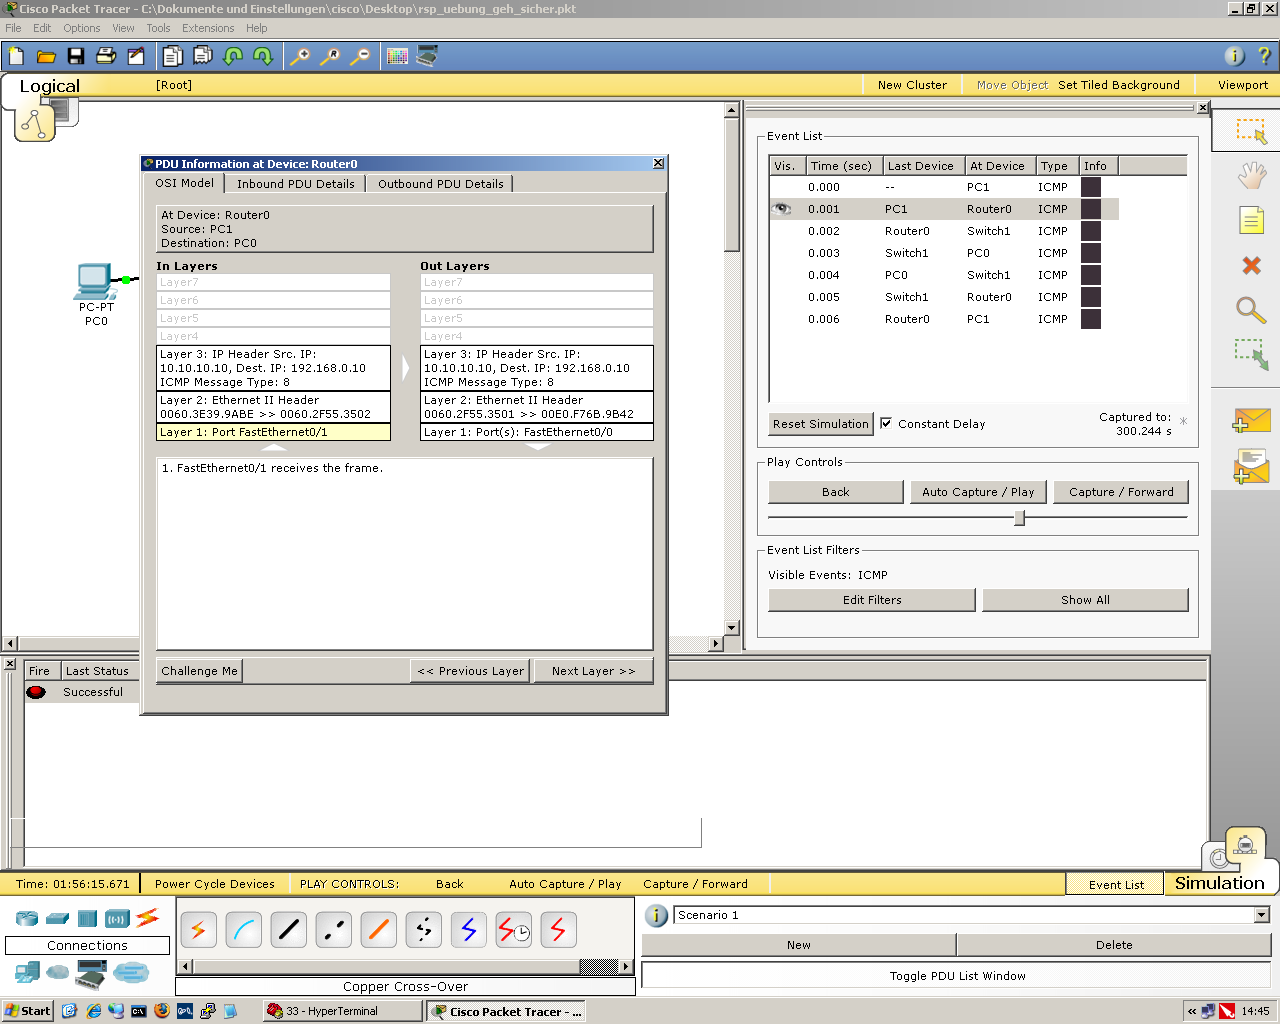 Cisco Packet Tracer - C:\Dokumente und Einstellungen\cisco\Desktop\rsp_uebung_geh_sicher.pkt
File Edit Options View Tools Extensions Help
Logical [Root] New Cluster Move Object Set Tiled Background Viewport
PC-PT
PC0
PDU Information at Device: Router0
OSI Model Inbound PDU Details Outbound PDU Details
At Device: Router0
Source: PC1
Destination: PC0
In Layers Out Layers
Layer7 Layer7
Layer6 Layer6
Layer5 Layer5
Layer4 Layer4
Layer 3: IP Header Src. IP:
10.10.10.10, Dest. IP: 192.168.0.10
ICMP Message Type: 8
Layer 3: IP Header Src. IP:
10.10.10.10, Dest. IP: 192.168.0.10
ICMP Message Type: 8
Layer 2: Ethernet II Header
0060.3E39.9ABE >> 0060.2F55.3502
Layer 2: Ethernet II Header
0060.2F55.3501 >> 00E0.F76B.9B42
Layer 1: Port FastEthernet0/1
Layer 1: Port(s): FastEthernet0/0
1. FastEthernet0/1 receives the frame.
Challenge Me << Previous Layer Next Layer >>
Event List
Vis. Time (sec) Last Device At Device Type Info
0.000 -- PC1 ICMP
0.001 PC1 Router0 ICMP
0.002 Router0 Switch1 ICMP
0.003 Switch1 PC0 ICMP
0.004 PC0 Switch1 ICMP
0.005 Switch1 Router0 ICMP
0.006 Router0 PC1 ICMP
Reset Simulation Constant Delay Captured to:
300.244 s
*
Play Controls
Back Auto Capture / Play Capture / Forward
Event List Filters
Visible Events: ICMP
Edit Filters Show All
Fire Last Status
Successful
Time: 01:56:15.671 Power Cycle Devices PLAY CONTROLS: Back Auto Capture / Play Capture / Forward Event List Simulation
Connections
Copper Cross-Over
Scenario 1
New Delete
Toggle PDU List Window
Start 33 - HyperTerminal Cisco Packet Tracer - ... « 14:45